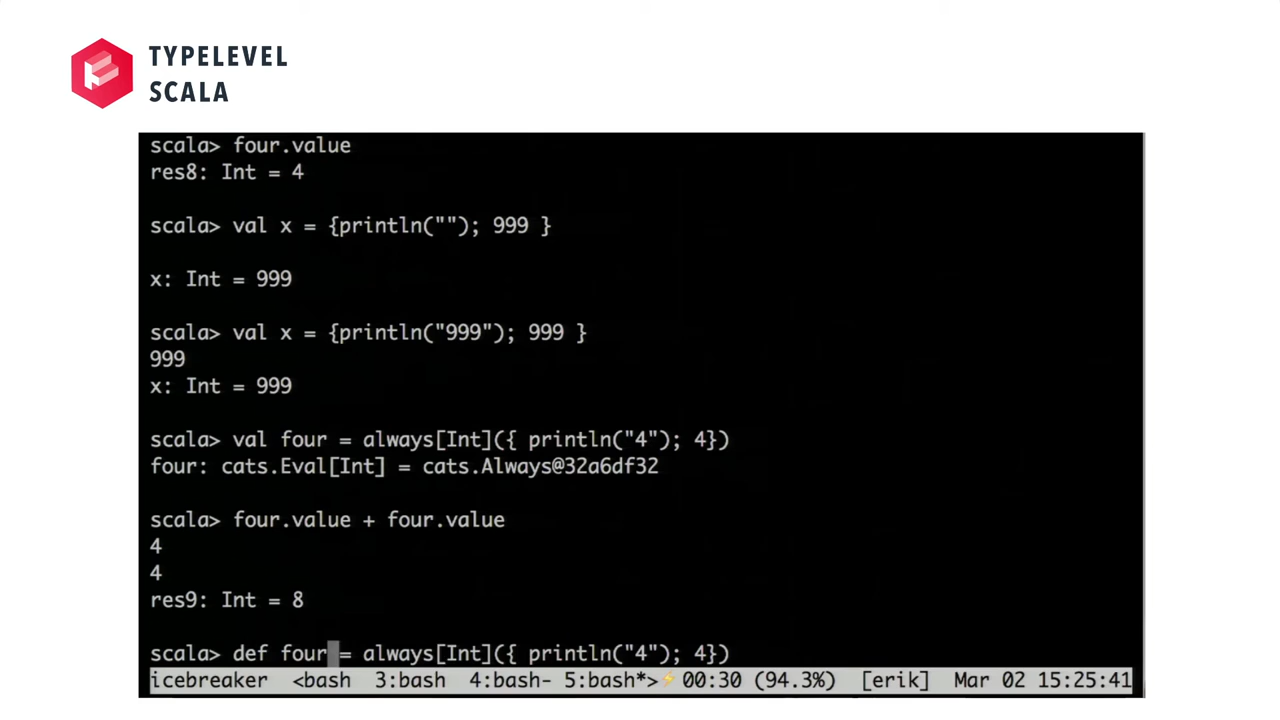 TYPELEVEL
SCALA
scala> four.value
res8: Int = 4
scala> val x = {println(""); 999 }
x: Int = 999
scala> val x = {println("999"); 999 }
999
x: Int = 999
scala> val four = always[Int]({ println("4"); 4})
four: cats.Eval[Int] = cats.Always@32a6df32
scala> four.value + four.value
4
4
res9: Int = 8
scala> def four = always[Int]({ println("4"); 4})
icebreaker <bash 3:bash 4:bash- 5:bash*>⚡00:30 (94.3%) [erik] Mar 02 15:25:41